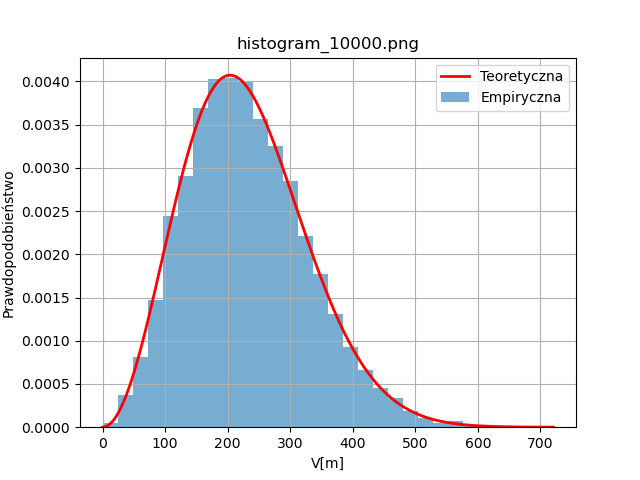 histogram_10000.png
Teoretyczna
Empiryczna
Prawdopodobieństwo
0.0040
0.0035
0.0030
0.0025
0.0020
0.0015
0.0010
0.0005
0.0000
0 100 200 300 400 500 600 700
V[m]